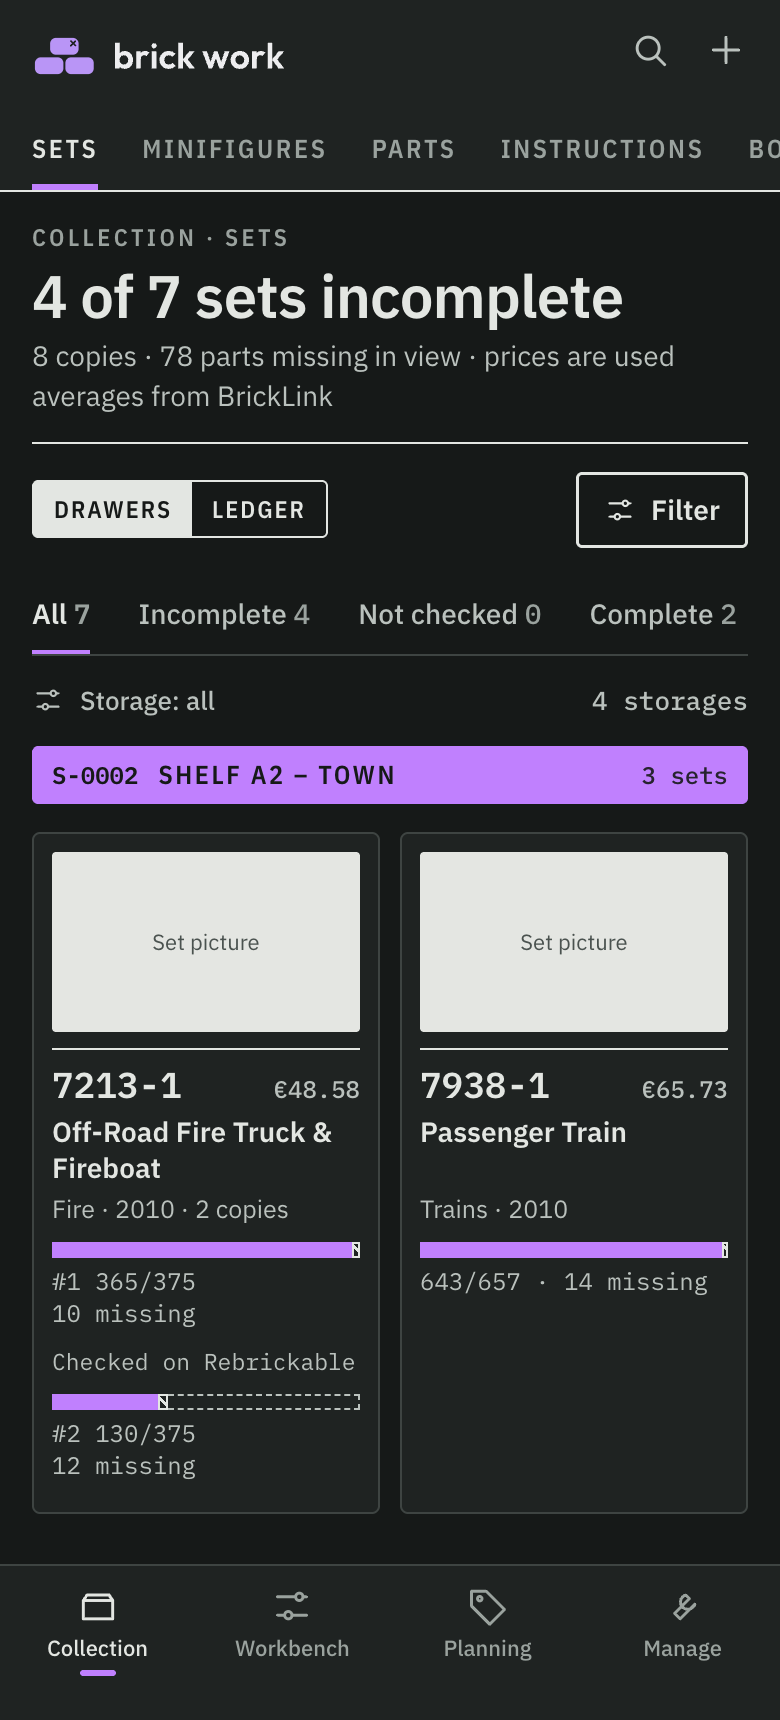 brick work
SETS MINIFIGURES PARTS INSTRUCTIONS BO
COLLECTION · SETS
4 of 7 sets incomplete
8 copies · 78 parts missing in view · prices are used
averages from BrickLink
DRAWERS LEDGER Filter
All 7 Incomplete 4 Not checked 0 Complete 2
Storage: all 4 storages
S-0002 SHELF A2 – TOWN 3 sets
Set picture
7213-1 €48.58
Off-Road Fire Truck &
Fireboat
Fire · 2010 · 2 copies
#1 365/375
10 missing
Checked on Rebrickable
#2 130/375
12 missing
Set picture
7938-1 €65.73
Passenger Train
Trains · 2010
643/657 · 14 missing
Collection Workbench Planning Manage